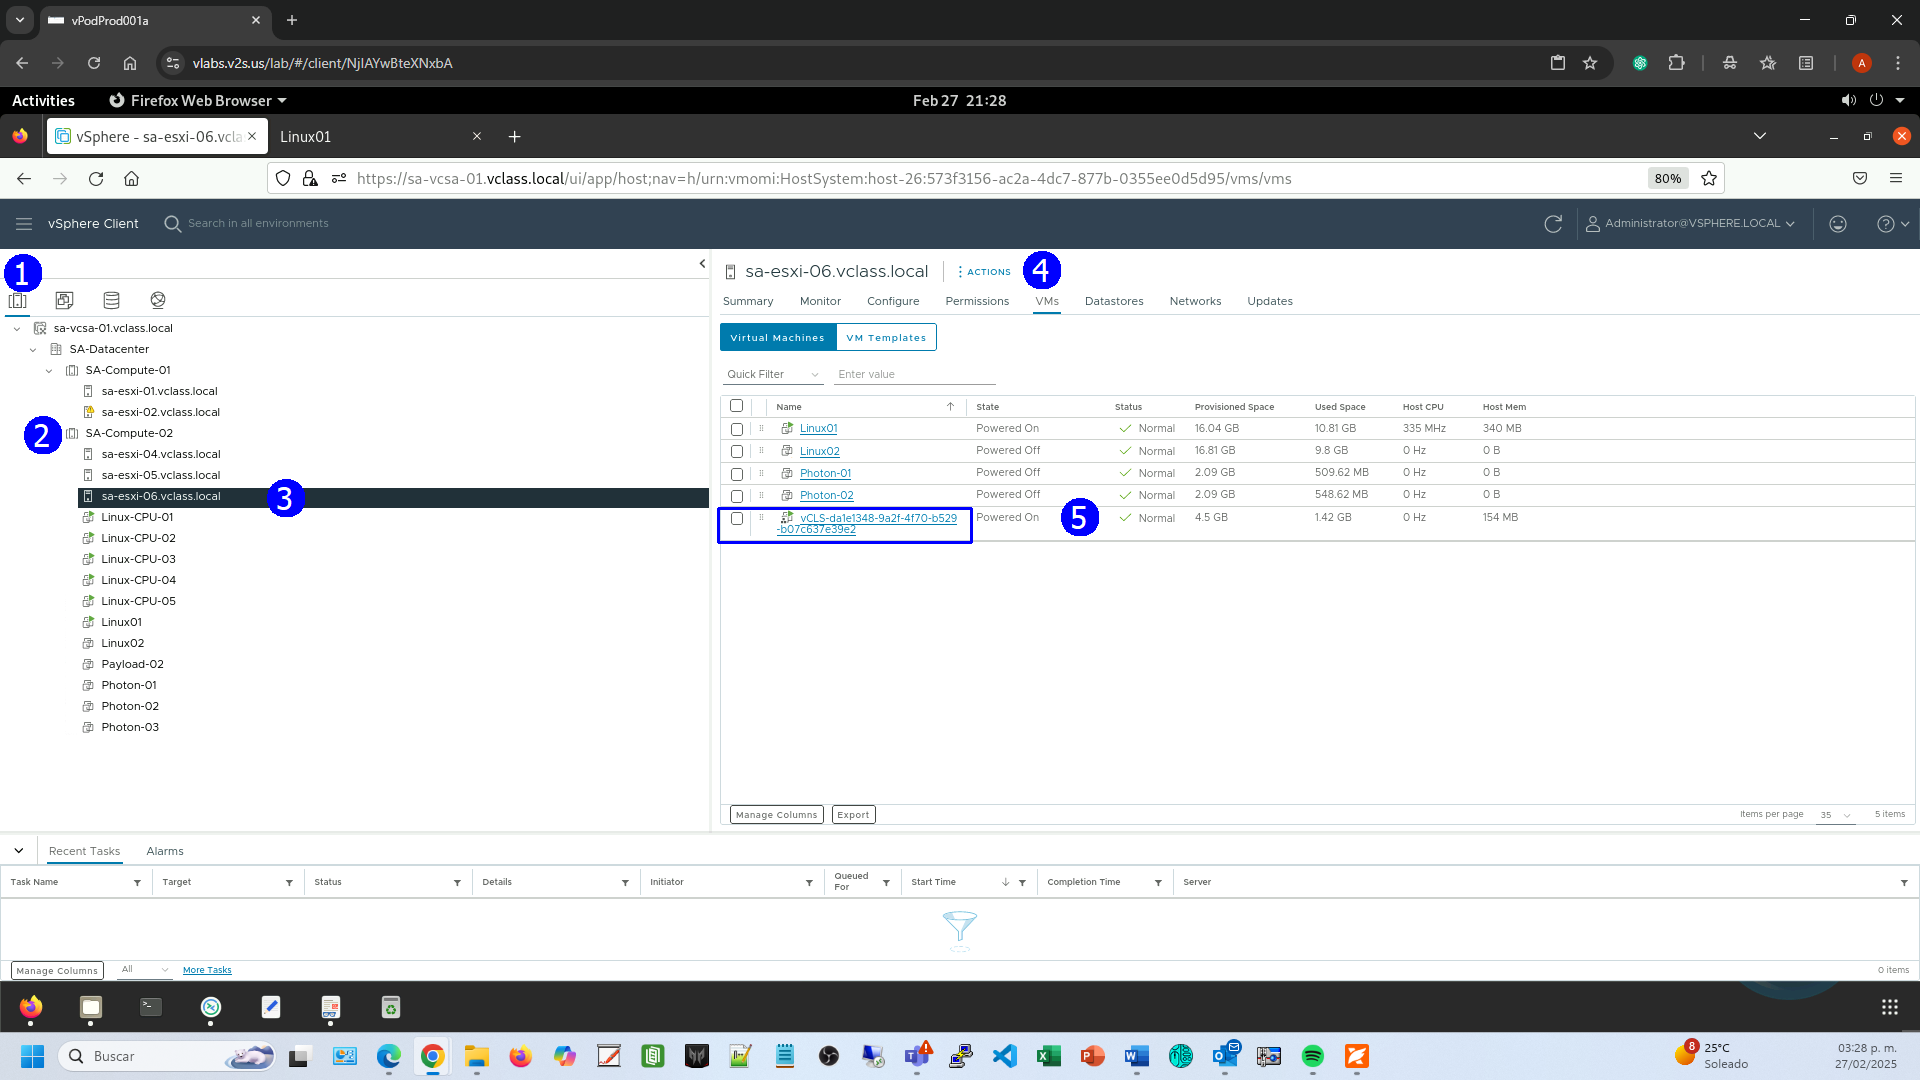 vPodProd001a
vlabs.v2s.us/lab/#/client/NjIAYwBteXNxbA
A
Activities
Firefox Web Browser
Feb 27 21:28
vSphere - sa-esxi-06.vcla
Linux01
https://sa-vcsa-01.vclass.local/ui/app/host;nav=h/urn:vmomi:HostSystem:host-26:573f3156-ac2a-4dc7-877b-0355ee0d5d95/vms/vms
80%
vSphere Client
Search in all environments
Administrator@VSPHERE.LOCAL
1
sa-vcsa-01.vclass.local
SA-Datacenter
SA-Compute-01
sa-esxi-01.vclass.local
sa-esxi-02.vclass.local
2
SA-Compute-02
sa-esxi-04.vclass.local
sa-esxi-05.vclass.local
sa-esxi-06.vclass.local
3
Linux-CPU-01
Linux-CPU-02
Linux-CPU-03
Linux-CPU-04
Linux-CPU-05
Linux01
Linux02
Payload-02
Photon-01
Photon-02
Photon-03
sa-esxi-06.vclass.local
ACTIONS
4
Summary Monitor Configure Permissions VMs Datastores Networks Updates
Virtual Machines VM Templates
Quick Filter Enter value
Name State Status Provisioned Space Used Space Host CPU Host Mem
Linux01 Powered On Normal 16.04 GB 10.81 GB 335 MHz 340 MB
Linux02 Powered Off Normal 16.81 GB 9.8 GB 0 Hz 0 B
Photon-01 Powered Off Normal 2.09 GB 509.62 MB 0 Hz 0 B
Photon-02 Powered Off Normal 2.09 GB 548.62 MB 0 Hz 0 B
vCLS-da1e1348-9a2f-4f70-b529 Powered On 5 Normal 4.5 GB 1.42 GB 0 Hz 154 MB
-b07c637e39e2
Manage Columns Export
Items per page 35 5 items
Recent Tasks Alarms
Task Name Target Status Details Initiator Queued For Start Time Completion Time Server
Manage Columns All More Tasks
0 items
Buscar
8
25°C
Soleado
03:28 p. m.
27/02/2025